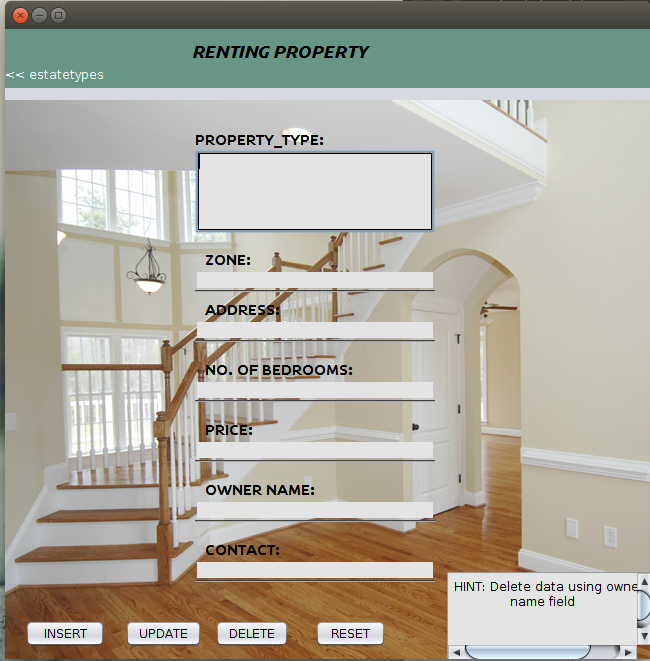 RENTING PROPERTY
<< estatetypes
PROPERTY_TYPE:
ZONE:
ADDRESS:
NO. OF BEDROOMS:
PRICE:
OWNER NAME:
CONTACT:
HINT: Delete data using owne
name field
INSERT UPDATE DELETE RESET